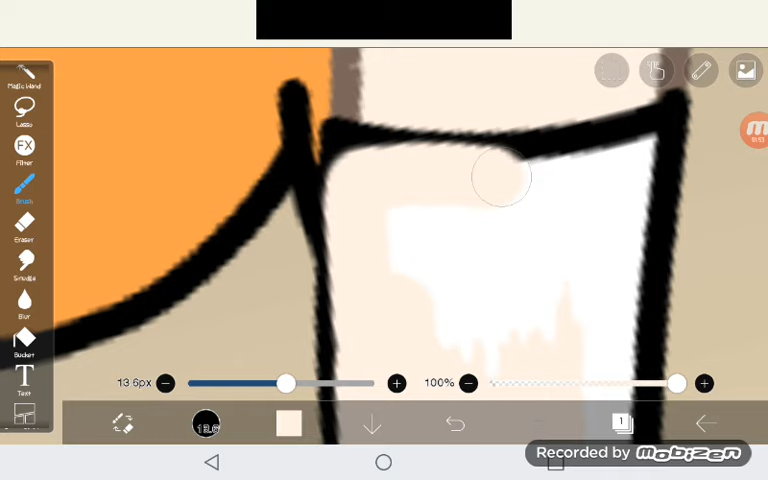 Magic Wand
Lasso
FX
Filter
Brush
Eraser
Smudge
Blur
Bucket
T
Text
13.6px
100%
13.6
1
Recorded by mobizen